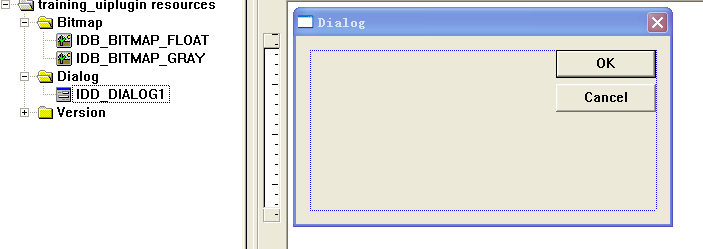 training_uiplugin resources
Bitmap
IDB_BITMAP_FLOAT
IDB_BITMAP_GRAY
Dialog
IDD_DIALOG1
Version
Dialog
OK
Cancel